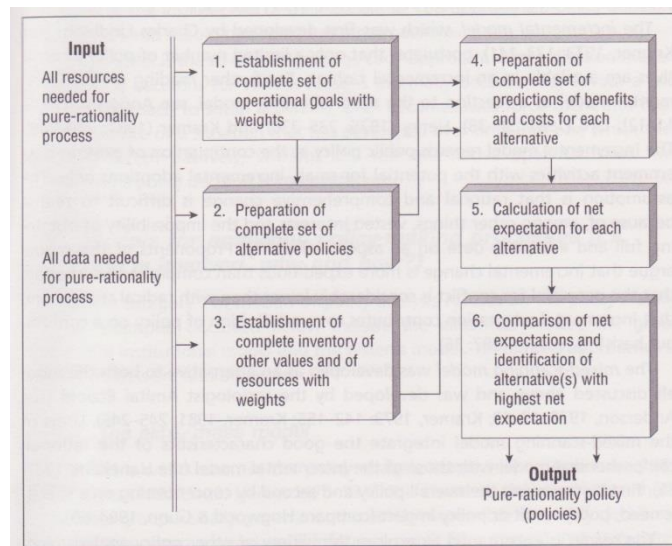 Input
All resources
needed for
pure-rationality
process
All data needed
for pure-rationality
process
1. Establishment of
complete set of
operational goals with
weights
2. Preparation of
complete set of
alternative policies
3. Establishment of
complete inventory of
other values and of
resources with
weights
4. Preparation of
complete set of
predictions of benefits
and costs for each
alternative
5. Calculation of net
expectation for each
alternative
6. Comparison of net
expectations and
identification of
alternative(s) with
highest net
expectation
Output
Pure-rationality policy
(policies)